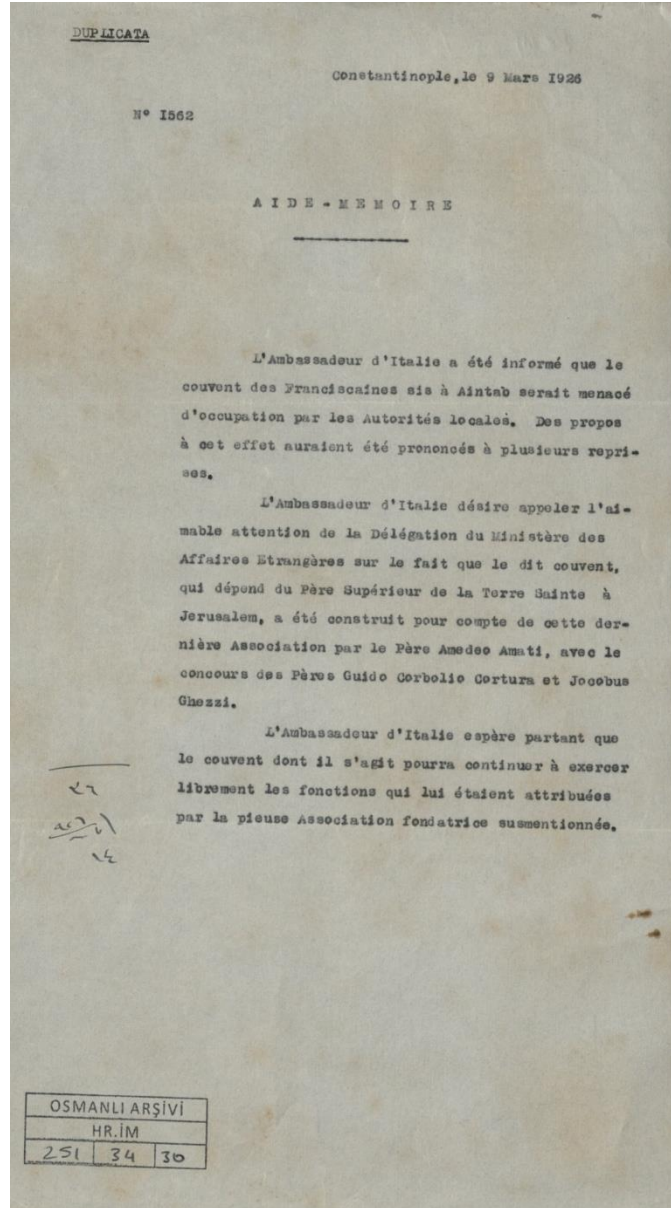 DUPLICATA
Constantinople,le 9 Mars I926
N° I562
AIDE-MEMOIRE
L'Ambassadeur d'Italie a été informé que le
couvent des Franciscaines sis à Aintab serait menacé
d'occupation par les Autorités locales. Des propos
à cet effet auraient été prononcés à plusieurs repri-
ses.
L'Ambassadeur d'Italie désire appeler l'ai-
mable attention de la Délégation du Ministère des
Affaires Etrangères sur le fait que le dit couvent,
qui dépend du Père Supérieur de la Terre Sainte à
Jerusalem, a été construit pour compte de cette der-
nière Association par le Père Amedeo Amati, avec le
concours des Pères Guido Corbolio Cortura et Jocobus
Ghezzi.
L'Ambassadeur d'Italie espère partant que
le couvent dont il s'agit pourra continuer à exercer
librement les fonctions qui lui étaient attribuées
par la pieuse Association fondatrice susmentionnée.
٢٦
١٤
OSMANLI ARŞİVİ
HR.İM
251 34 30